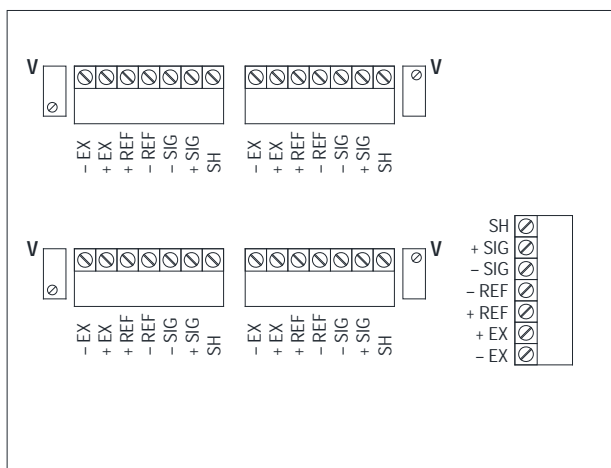 V
V
– EX
+ EX
+ REF
– REF
– SIG
+ SIG
SH
– EX
+ EX
+ REF
– REF
– SIG
+ SIG
SH
V
V
– EX
+ EX
+ REF
– REF
– SIG
+ SIG
SH
– EX
+ EX
+ REF
– REF
– SIG
+ SIG
SH
SH
+ SIG
– SIG
– REF
+ REF
+ EX
– EX